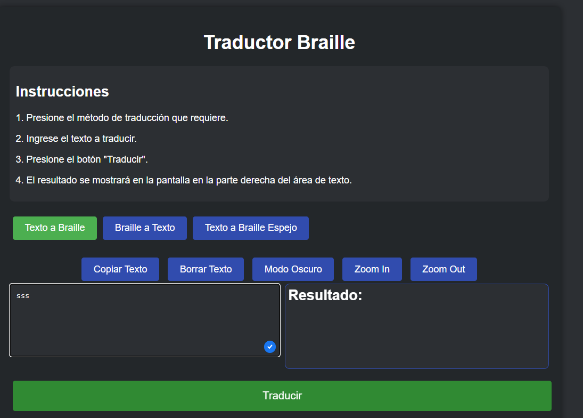 Traductor Braille
Instrucciones
1. Presione el método de traducción que requiere.
2. Ingrese el texto a traducir.
3. Presione el botón "Traducir".
4. El resultado se mostrará en la pantalla en la parte derecha del área de texto.
Texto a Braille Braille a Texto Texto a Braille Espejo
Copiar Texto Borrar Texto Modo Oscuro Zoom In Zoom Out
sss
Resultado:
Traducir